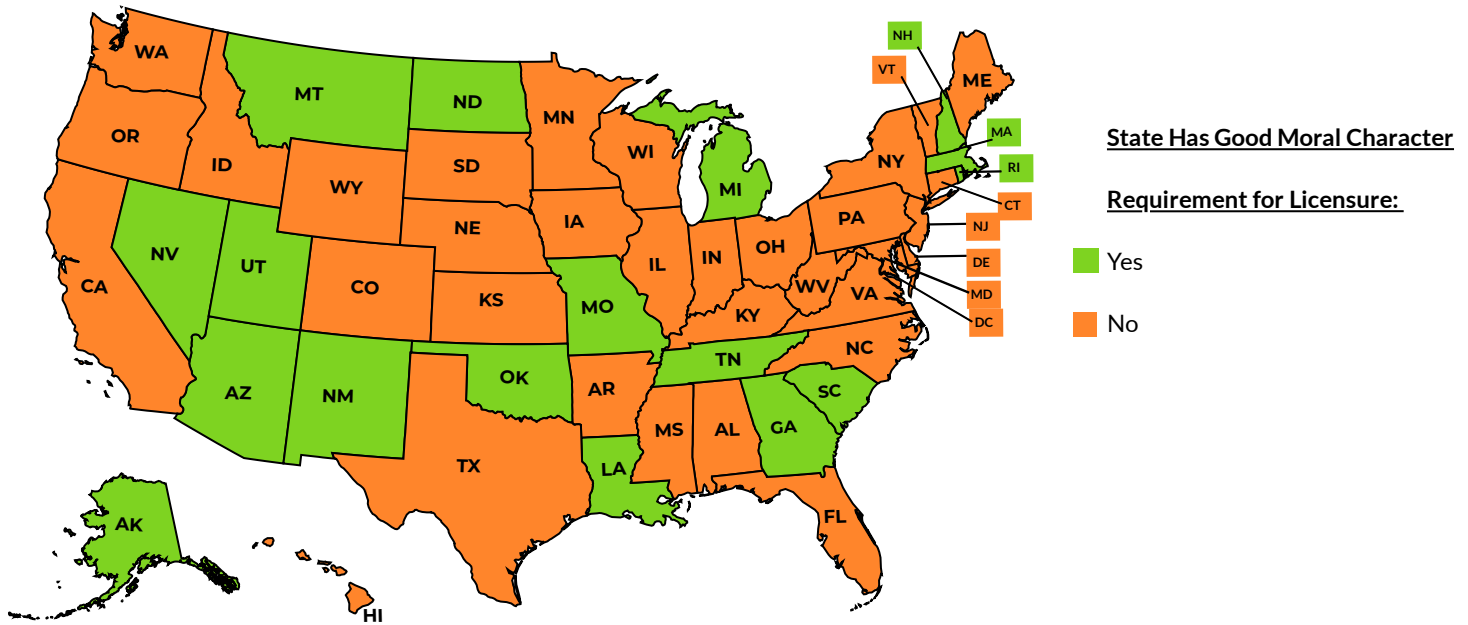 WA
MT
ND
MN
OR
ID
SD
WI
WY
MI
NE
IA
NV
UT
CO
CA
KS
IL
IN
OH
PA
NY
ME
NH
VT
MA
RI
CT
NJ
DE
MD
DC
WV
VA
KY
MO
TN
NC
SC
AZ
NM
OK
AR
MS
AL
GA
LA
TX
FL
AK
HI
State Has Good Moral Character
Requirement for Licensure:
Yes
No